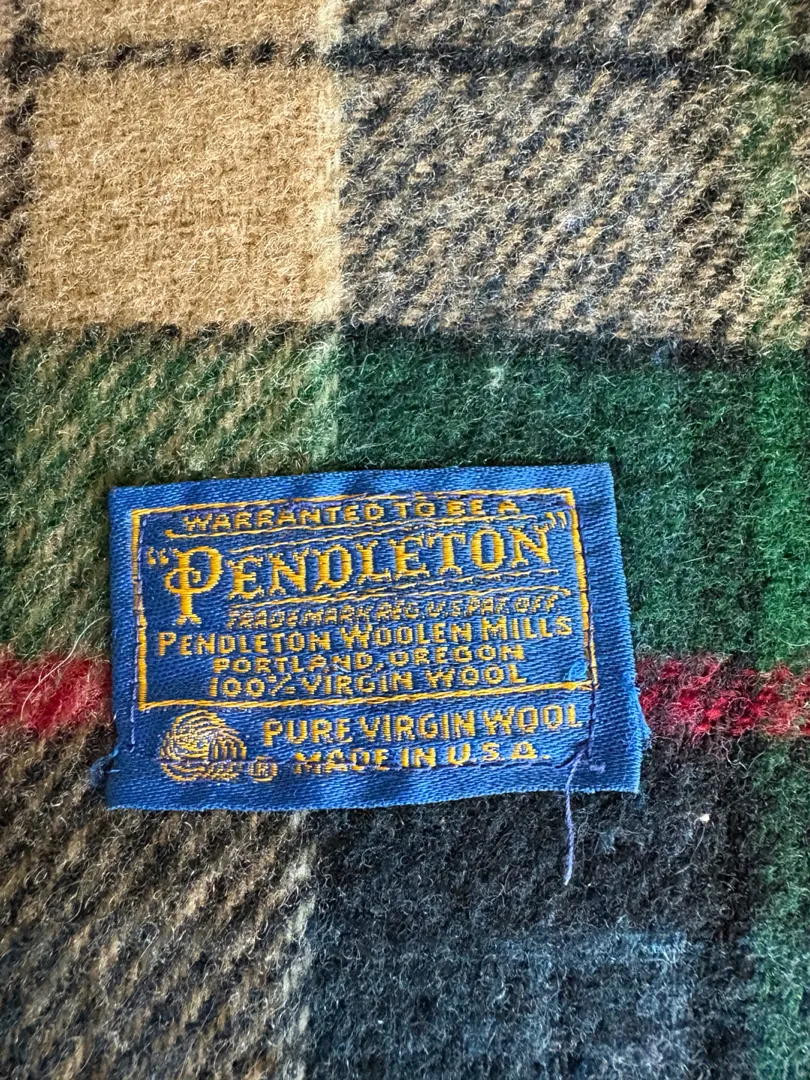 WARRANTED TO BE A
"PENDLETON"
TRADE MARK REG. U.S. PAT. OFF.
PENDLETON WOOLEN MILLS
PORTLAND, OREGON
100% VIRGIN WOOL
PURE VIRGIN WOOL
® MADE IN U.S.A.